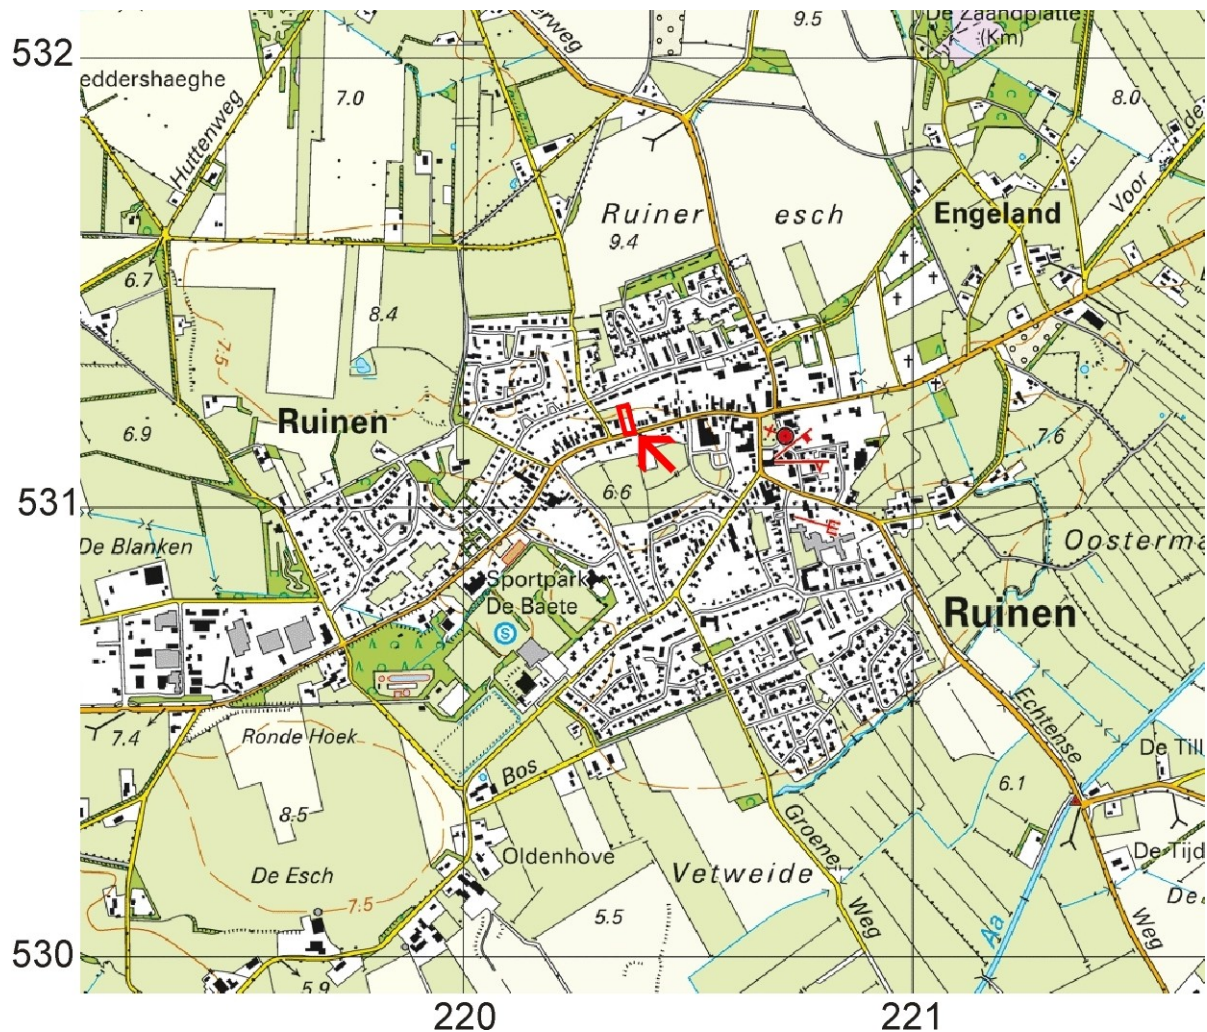 De Zaandplatte
(Km)
9.5
532
eddershaeghe
7.0
8.0
Huttenweg
erweg
Voor de
Ruiner esch
9.4
Engeland
6.7
8.4
7.5
Ruinen
6.9
7.6
6.6
531
De Blanken
Oosterma
Sportpark
De Baete
S
Ruinen
7.4
Ronde Hoek
Echtense
De Till
Bos
6.1
8.5
Groene
Oldenhove
De Tijd
De Esch
7.5
Vetweide
De
5.5
Weg
Aa
Weg
530
5.9
220
221